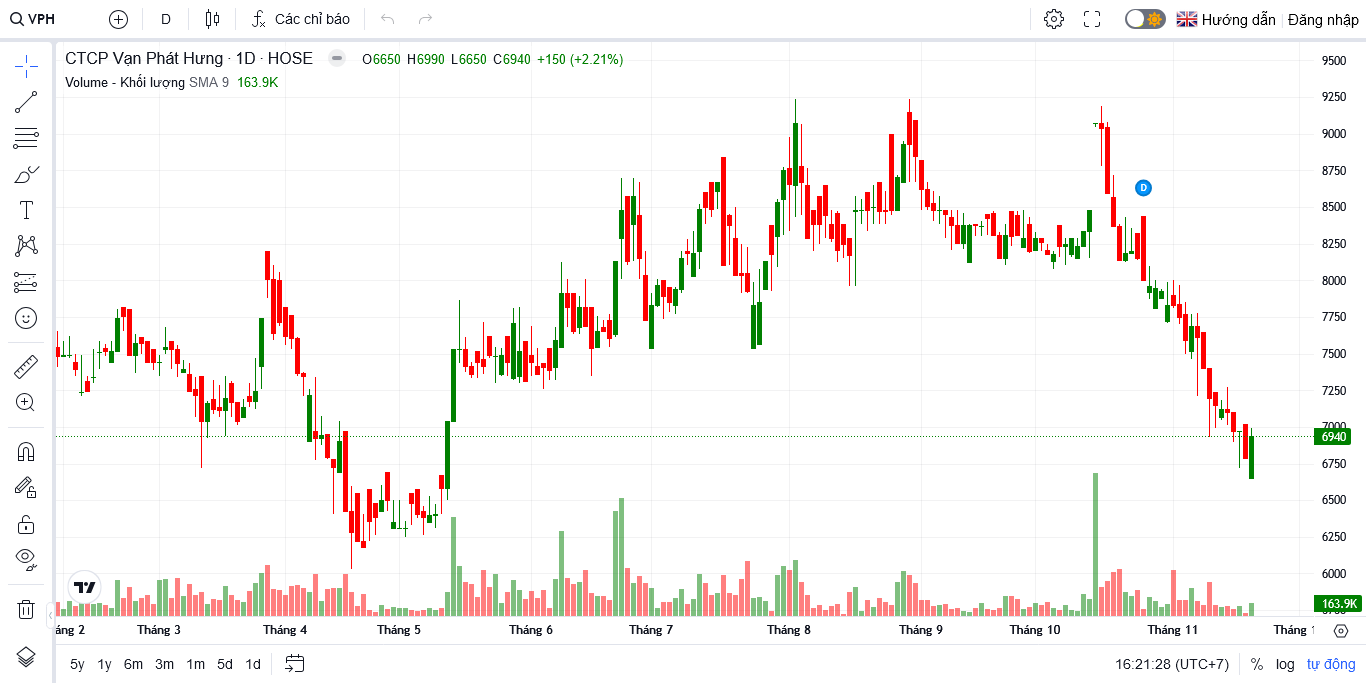 VPH D Các chỉ báo Hướng dẫn Đăng nhập
CTCP Vạn Phát Hưng · 1D · HOSE O6650 H6990 L6650 C6940 +150 (+2.21%)
Volume - Khối lượng SMA 9 163.9K
9500
9250
9000
8750
D
8500
8250
8000
7750
7500
7250
7000
6940
6750
6500
6250
6000
163.9K
Tháng 3 Tháng 4 Tháng 5 Tháng 6 Tháng 7 Tháng 8 Tháng 9 Tháng 10 Tháng 11
5y 1y 6m 3m 1m 5d 1d 16:21:28 (UTC+7) % log tự động